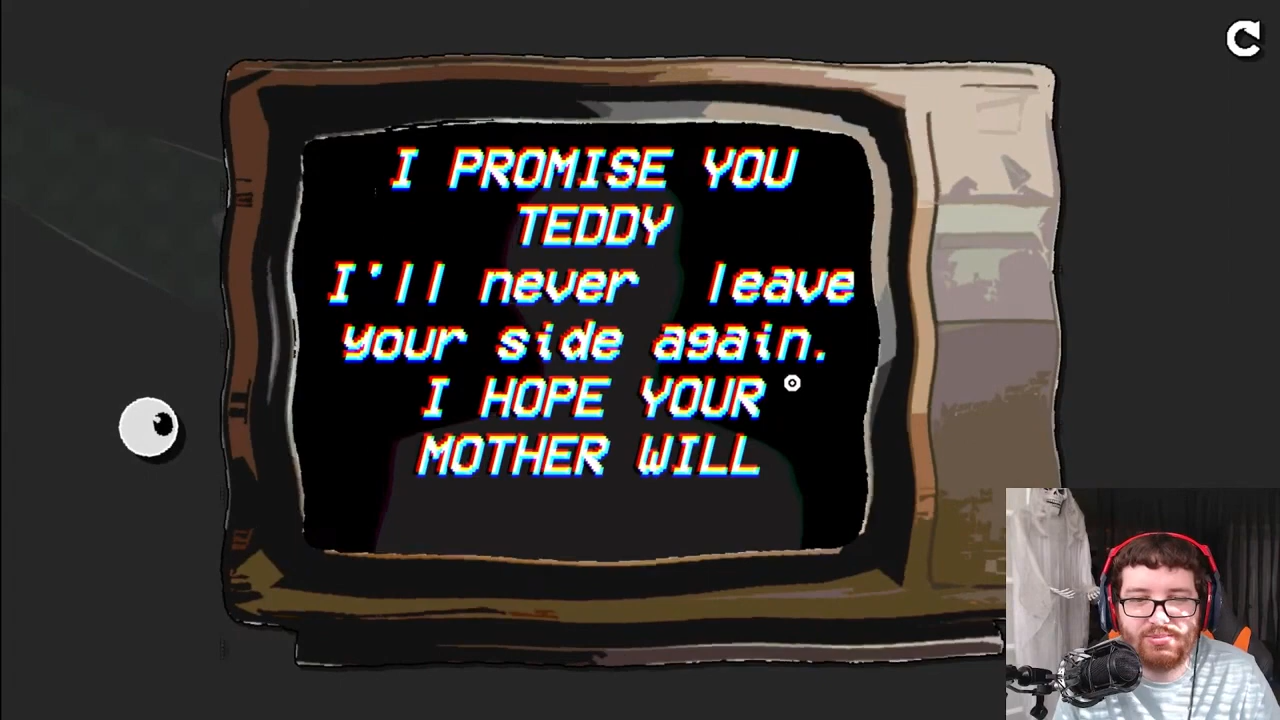 I PROMISE YOU
TEDDY
I'll never leave
your side again.
I HOPE YOUR
MOTHER WILL